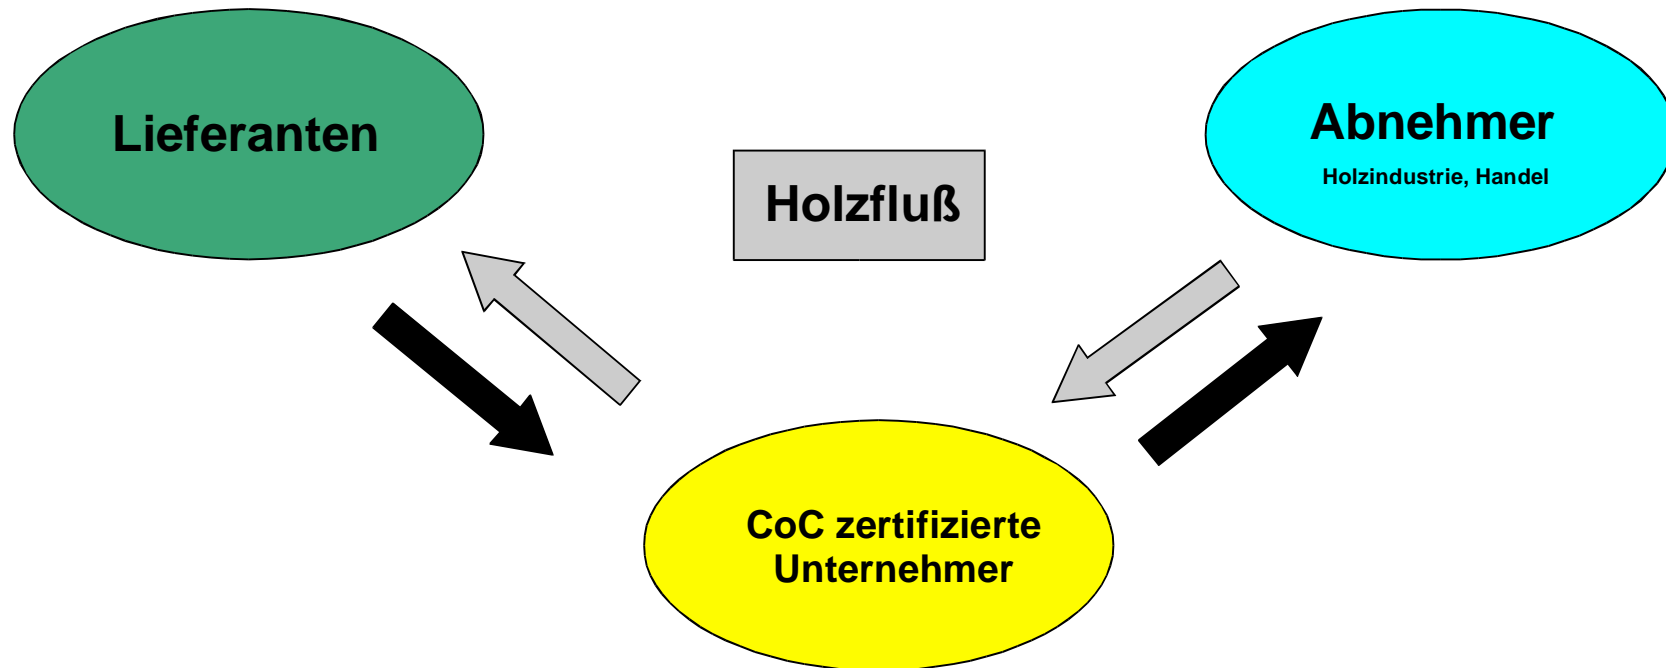 Lieferanten
Abnehmer
Holzindustrie, Handel
Holzfluß
CoC zertifizierte
Unternehmer